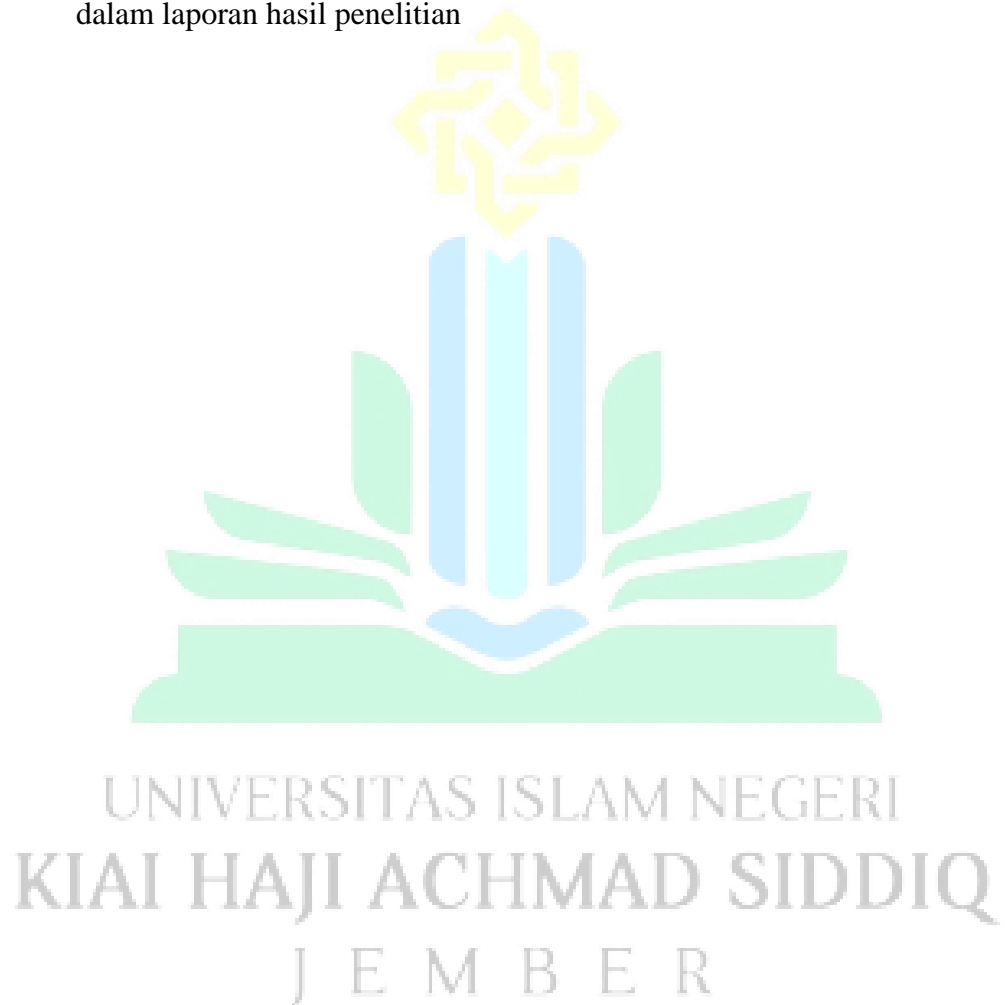 dalam laporan hasil penelitian
UNIVERSITAS ISLAM NEGERI
KIAI HAJI ACHMAD SIDDIQ
J E M B E R